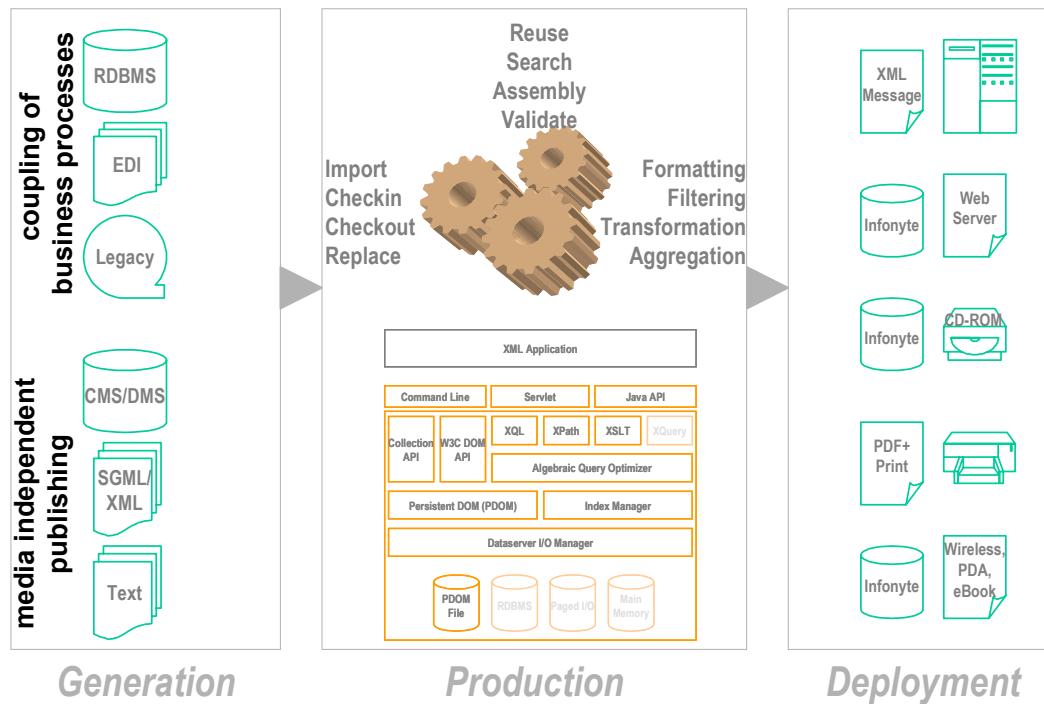 coupling of
business processes
RDBMS
EDI
Legacy
media independent
publishing
CMS/DMS
SGML/
XML
Text
Generation
Reuse
Search
Assembly
Validate
Import
Checkin
Checkout
Replace
Formatting
Filtering
Transformation
Aggregation
XML Application
Command Line
Servlet
Java API
Collection
API
W3C DOM
API
XQL
XPath
XSLT
XQuery
Algebraic Query Optimizer
Persistent DOM (PDOM)
Index Manager
Dataserver I/O Manager
PDOM
File
RDBMS
Paged I/O
Main
Memory
Production
XML
Message
Infonyte
Web
Server
Infonyte
CD-ROM
PDF+
Print
Infonyte
Wireless,
PDA,
eBook
Deployment